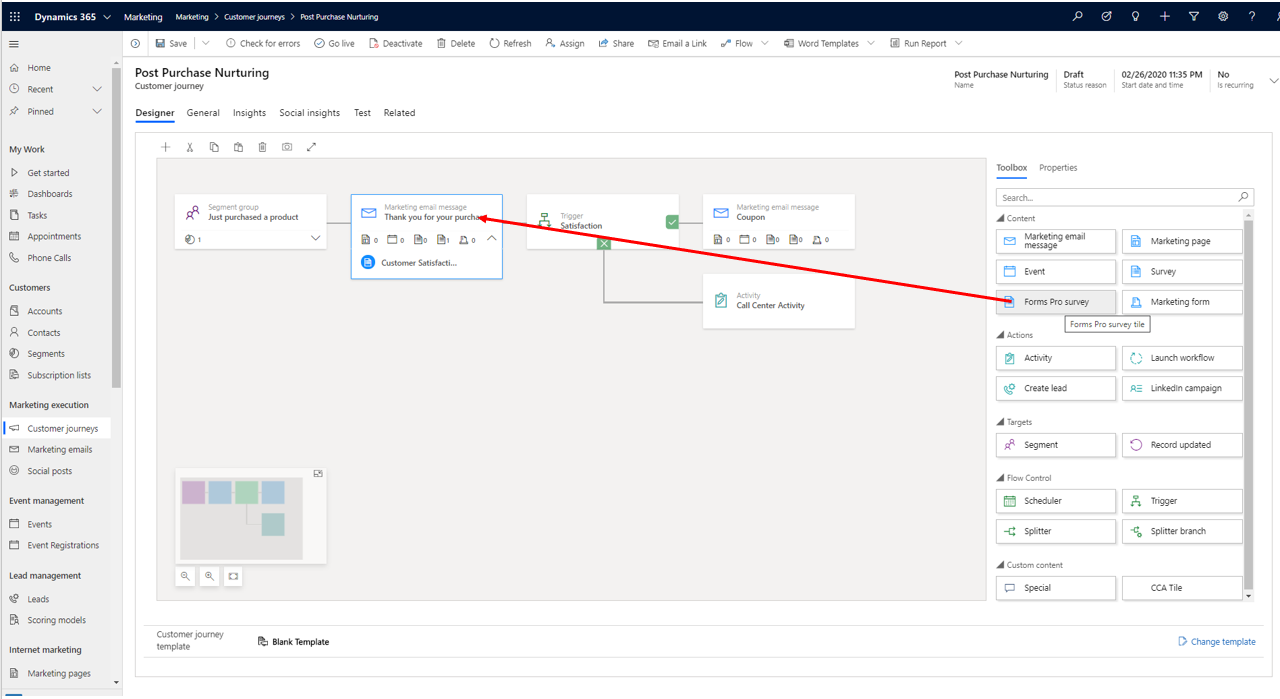 Dynamics 365
Marketing
Marketing > Customer journeys > Post Purchase Nurturing
?
Save
Check for errors
Go live
Deactivate
Delete
Refresh
Assign
Share
Email a Link
Flow
Word Templates
Run Report
Home
Recent
Pinned
My Work
Get started
Dashboards
Tasks
Appointments
Phone Calls
Customers
Accounts
Contacts
Segments
Subscription lists
Marketing execution
Customer journeys
Marketing emails
Social posts
Event management
Events
Event Registrations
Lead management
Leads
Scoring models
Internet marketing
Marketing pages
Post Purchase Nurturing
Customer journey
Post Purchase Nurturing
Name
Draft
Status reason
02/26/2020 11:35 PM
Start date and time
No
Is recurring
Designer
General
Insights
Social insights
Test
Related
Segment group
Just purchased a product
1
Marketing email message
Thank you for your purcha
0 0 0 1 0
Customer Satisfacti...
Trigger
Satisfaction
Marketing email message
Coupon
0 0 0 0 0
Activity
Call Center Activity
Toolbox
Properties
Search...
Content
Marketing email
message
Marketing page
Event
Survey
Forms Pro survey
Marketing form
Forms Pro survey tile
Actions
Activity
Launch workflow
Create lead
LinkedIn campaign
Targets
Segment
Record updated
Flow Control
Scheduler
Trigger
Splitter
Splitter branch
Custom content
Special
CCA Tile
Customer journey
template
Blank Template
Change template